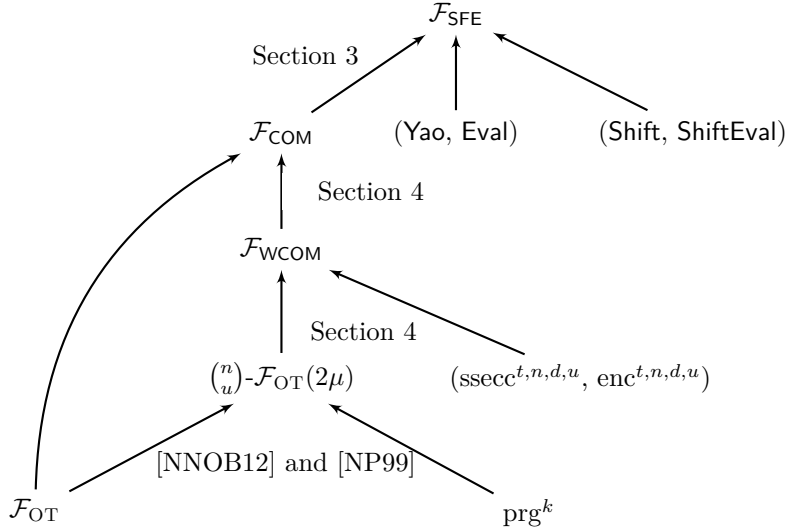 𝓕_SFE
Section 3
𝓕_COM
(Yao, Eval)
(Shift, ShiftEval)
Section 4
𝓕_WCOM
Section 4
(n u)-𝓕_OT(2μ)
(ssecc^{t,n,d,u}, enc^{t,n,d,u})
[NNOB12] and [NP99]
𝓕_OT
prg^k